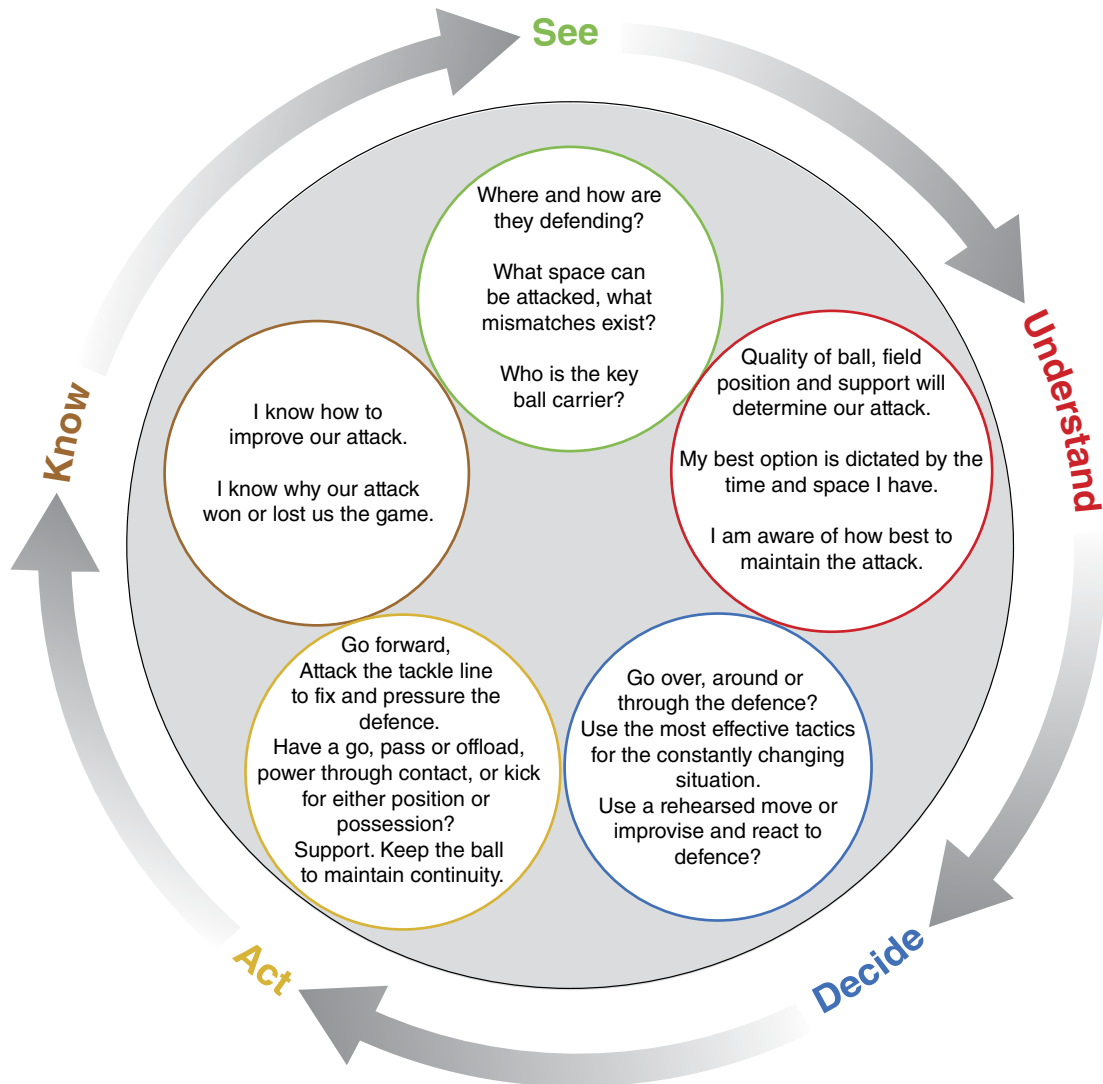 See
Where and how are
they defending?
What space can
be attacked, what
mismatches exist?
Who is the key
ball carrier?
Understand
Quality of ball, field
position and support will
determine our attack.
My best option is dictated by the
time and space I have.
I am aware of how best to
maintain the attack.
Decide
Go over, around or
through the defence?
Use the most effective tactics
for the constantly changing
situation.
Use a rehearsed move or
improvise and react to
defence?
Act
Go forward,
Attack the tackle line
to fix and pressure the
defence.
Have a go, pass or offload,
power through contact, or kick
for either position or
possession?
Support. Keep the ball
to maintain continuity.
Know
I know how to
improve our attack.
I know why our attack
won or lost us the game.